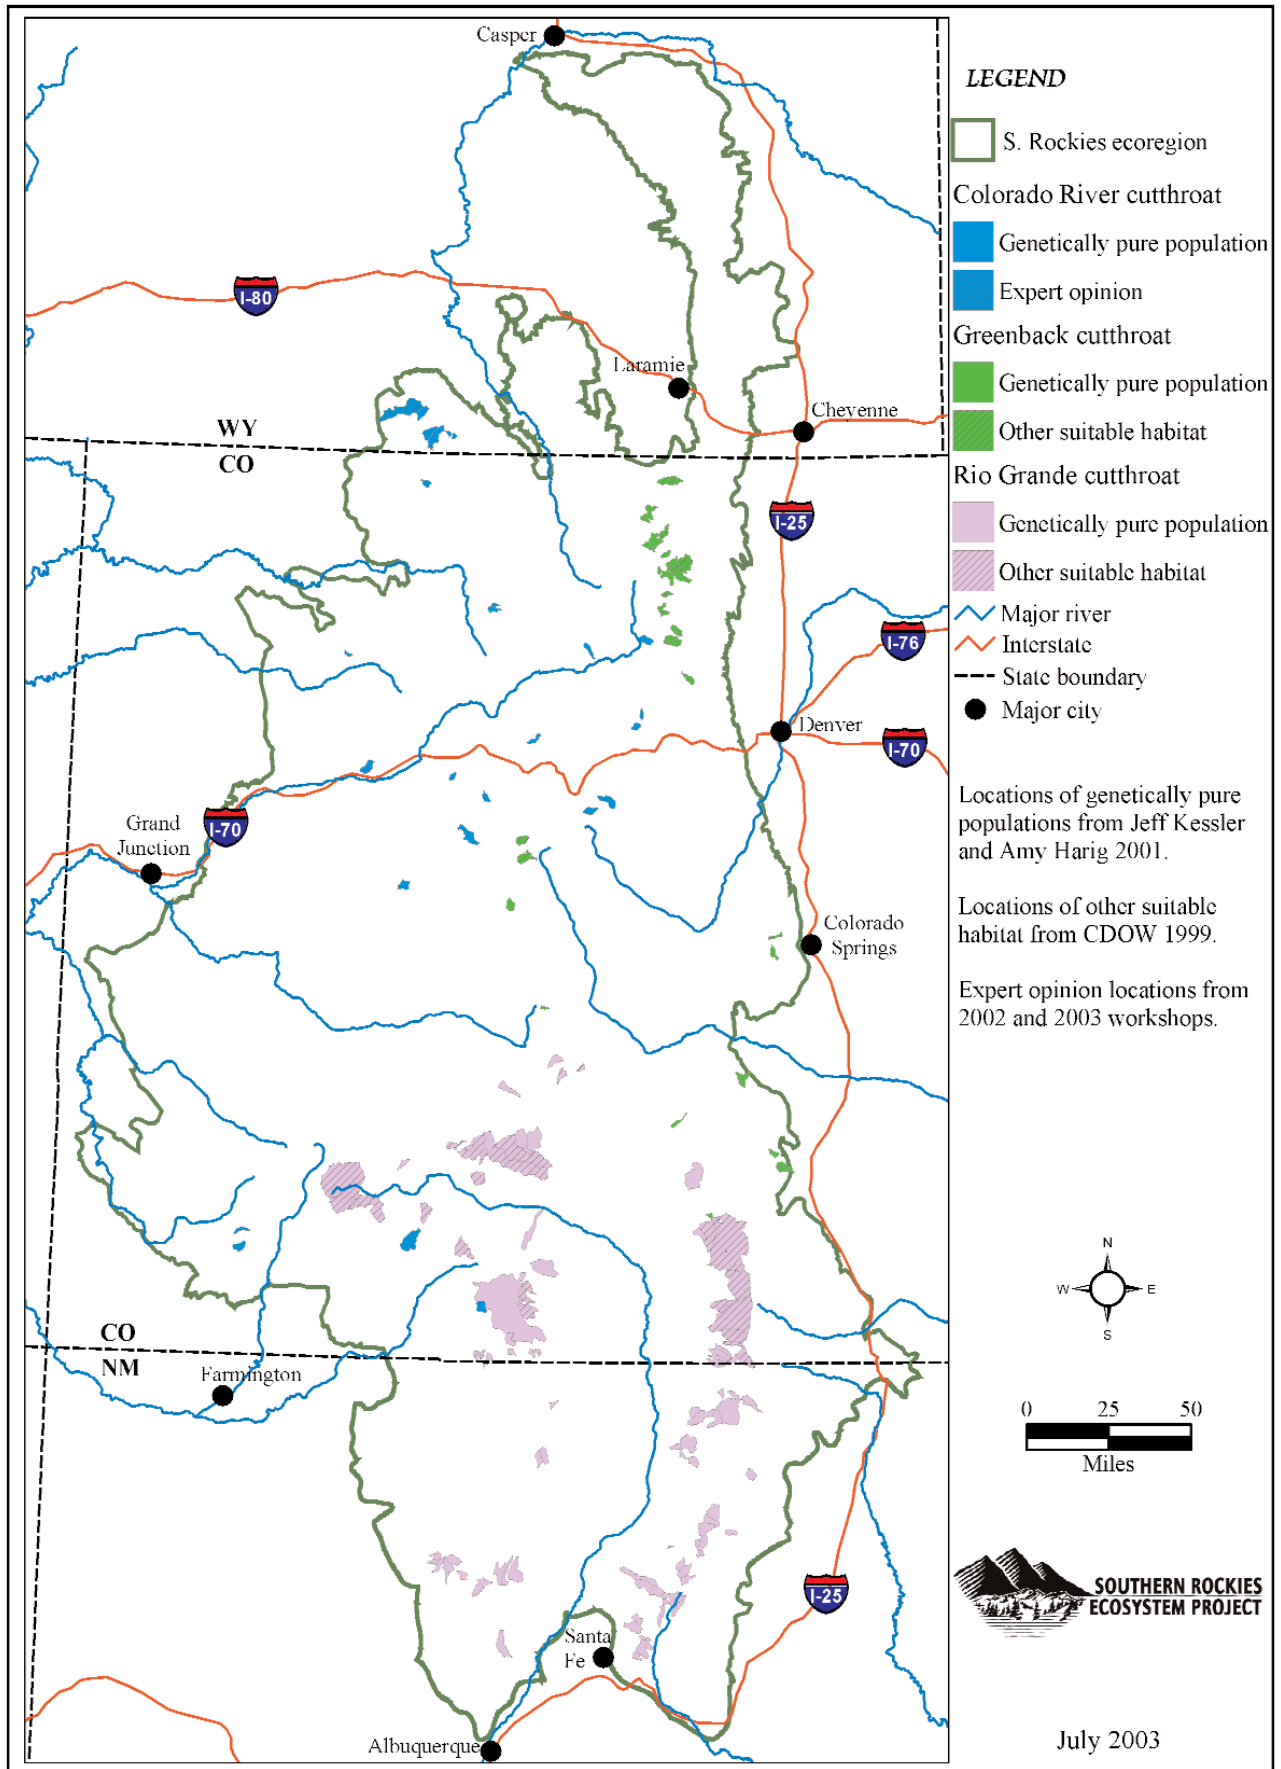 Casper
I-80
Laramie
Cheyenne
WY
CO
I-25
I-76
Denver
I-70
Grand
Junction
I-70
Colorado
Springs
CO
NM
Farmington
I-25
Santa
Fe
Albuquerque
LEGEND
S. Rockies ecoregion
Colorado River cutthroat
Genetically pure population
Expert opinion
Greenback cutthroat
Genetically pure population
Other suitable habitat
Rio Grande cutthroat
Genetically pure population
Other suitable habitat
Major river
Interstate
State boundary
Major city
Locations of genetically pure
populations from Jeff Kessler
and Amy Harig 2001.
Locations of other suitable
habitat from CDOW 1999.
Expert opinion locations from
2002 and 2003 workshops.
N
W E
S
0 25 50
Miles
SOUTHERN ROCKIES
ECOSYSTEM PROJECT
July 2003